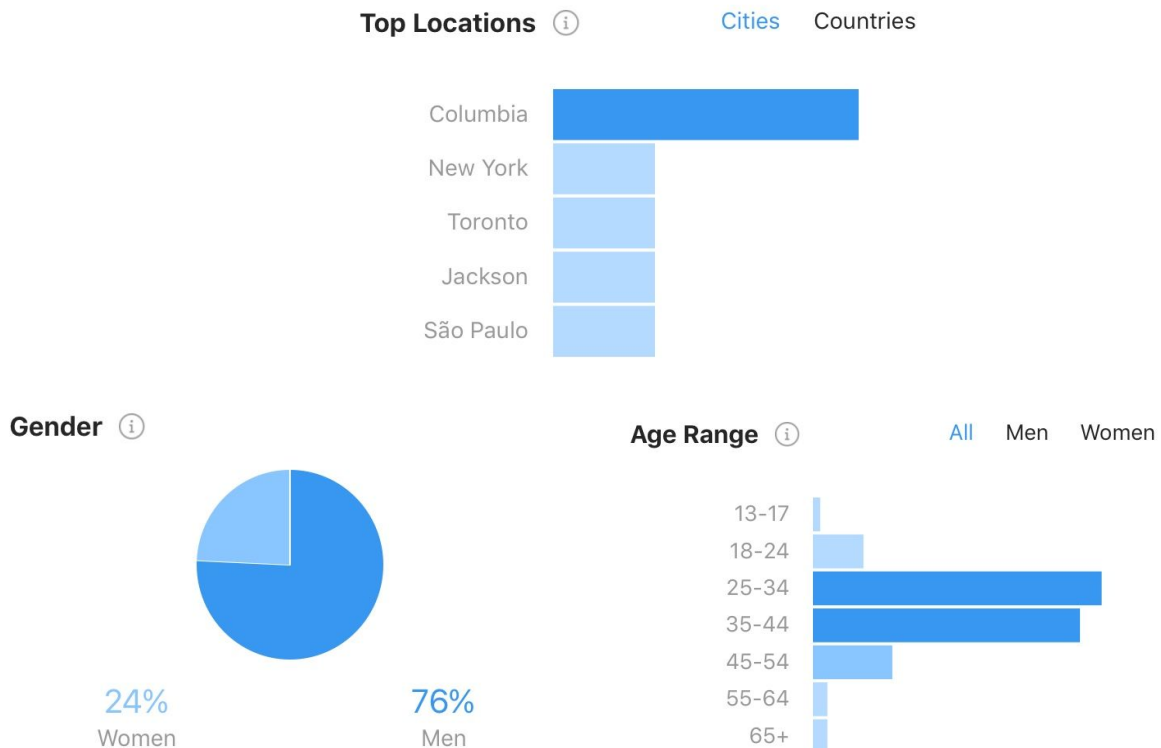 Top Locations
Cities
Countries
Columbia
New York
Toronto
Jackson
São Paulo
Gender
24%
Women
76%
Men
Age Range
All
Men
Women
13-17
18-24
25-34
35-44
45-54
55-64
65+